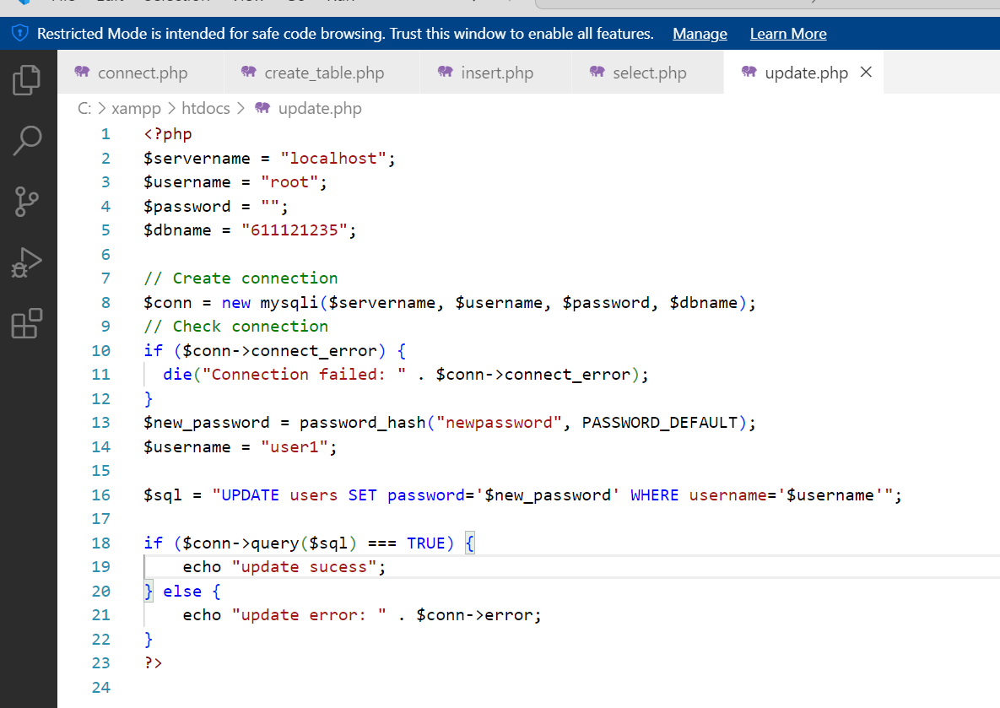 Restricted Mode is intended for safe code browsing. Trust this window to enable all features. Manage Learn More
connect.php create_table.php insert.php select.php update.php
C: > xampp > htdocs > update.php
1 <?php
2 $servername = "localhost";
3 $username = "root";
4 $password = "";
5 $dbname = "611121235";
6
7 // Create connection
8 $conn = new mysqli($servername, $username, $password, $dbname);
9 // Check connection
10 if ($conn->connect_error) {
11   die("Connection failed: " . $conn->connect_error);
12 }
13 $new_password = password_hash("newpassword", PASSWORD_DEFAULT);
14 $username = "user1";
15
16 $sql = "UPDATE users SET password='$new_password' WHERE username='$username'";
17
18 if ($conn->query($sql) === TRUE) {
19     echo "update sucess";
20 } else {
21     echo "update error: " . $conn->error;
22 }
23 ?>
24